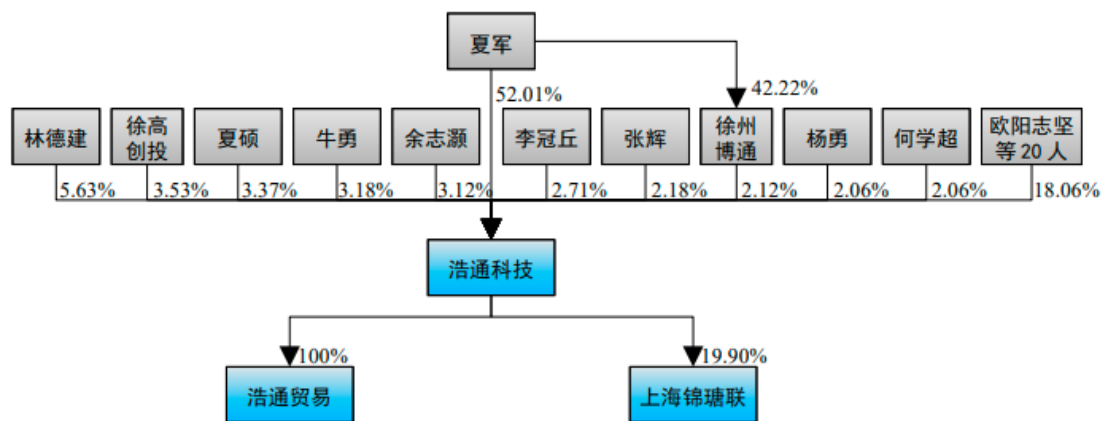 夏军
52.01%
42.22%
林德建
徐高
创投
夏硕
牛勇
余志灏
李冠丘
张辉
徐州
博通
杨勇
何学超
欧阳志坚
等 20 人
5.63%
3.53%
3.37%
3.18%
3.12%
2.71%
2.18%
2.12%
2.06%
2.06%
18.06%
浩通科技
100%
19.90%
浩通贸易
上海锦瑭联